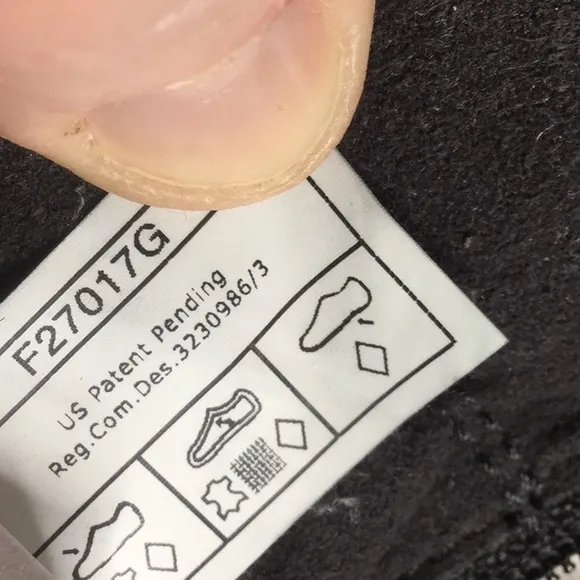 F27017G
US Patent Pending
Reg.Com.Des.3230986/3